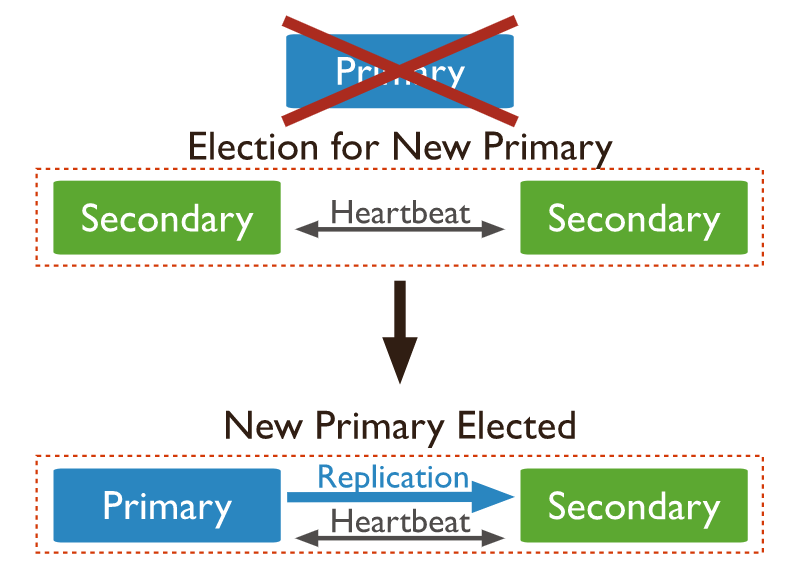 Primary
Election for New Primary
Secondary
Heartbeat
Secondary
New Primary Elected
Primary
Replication
Heartbeat
Secondary